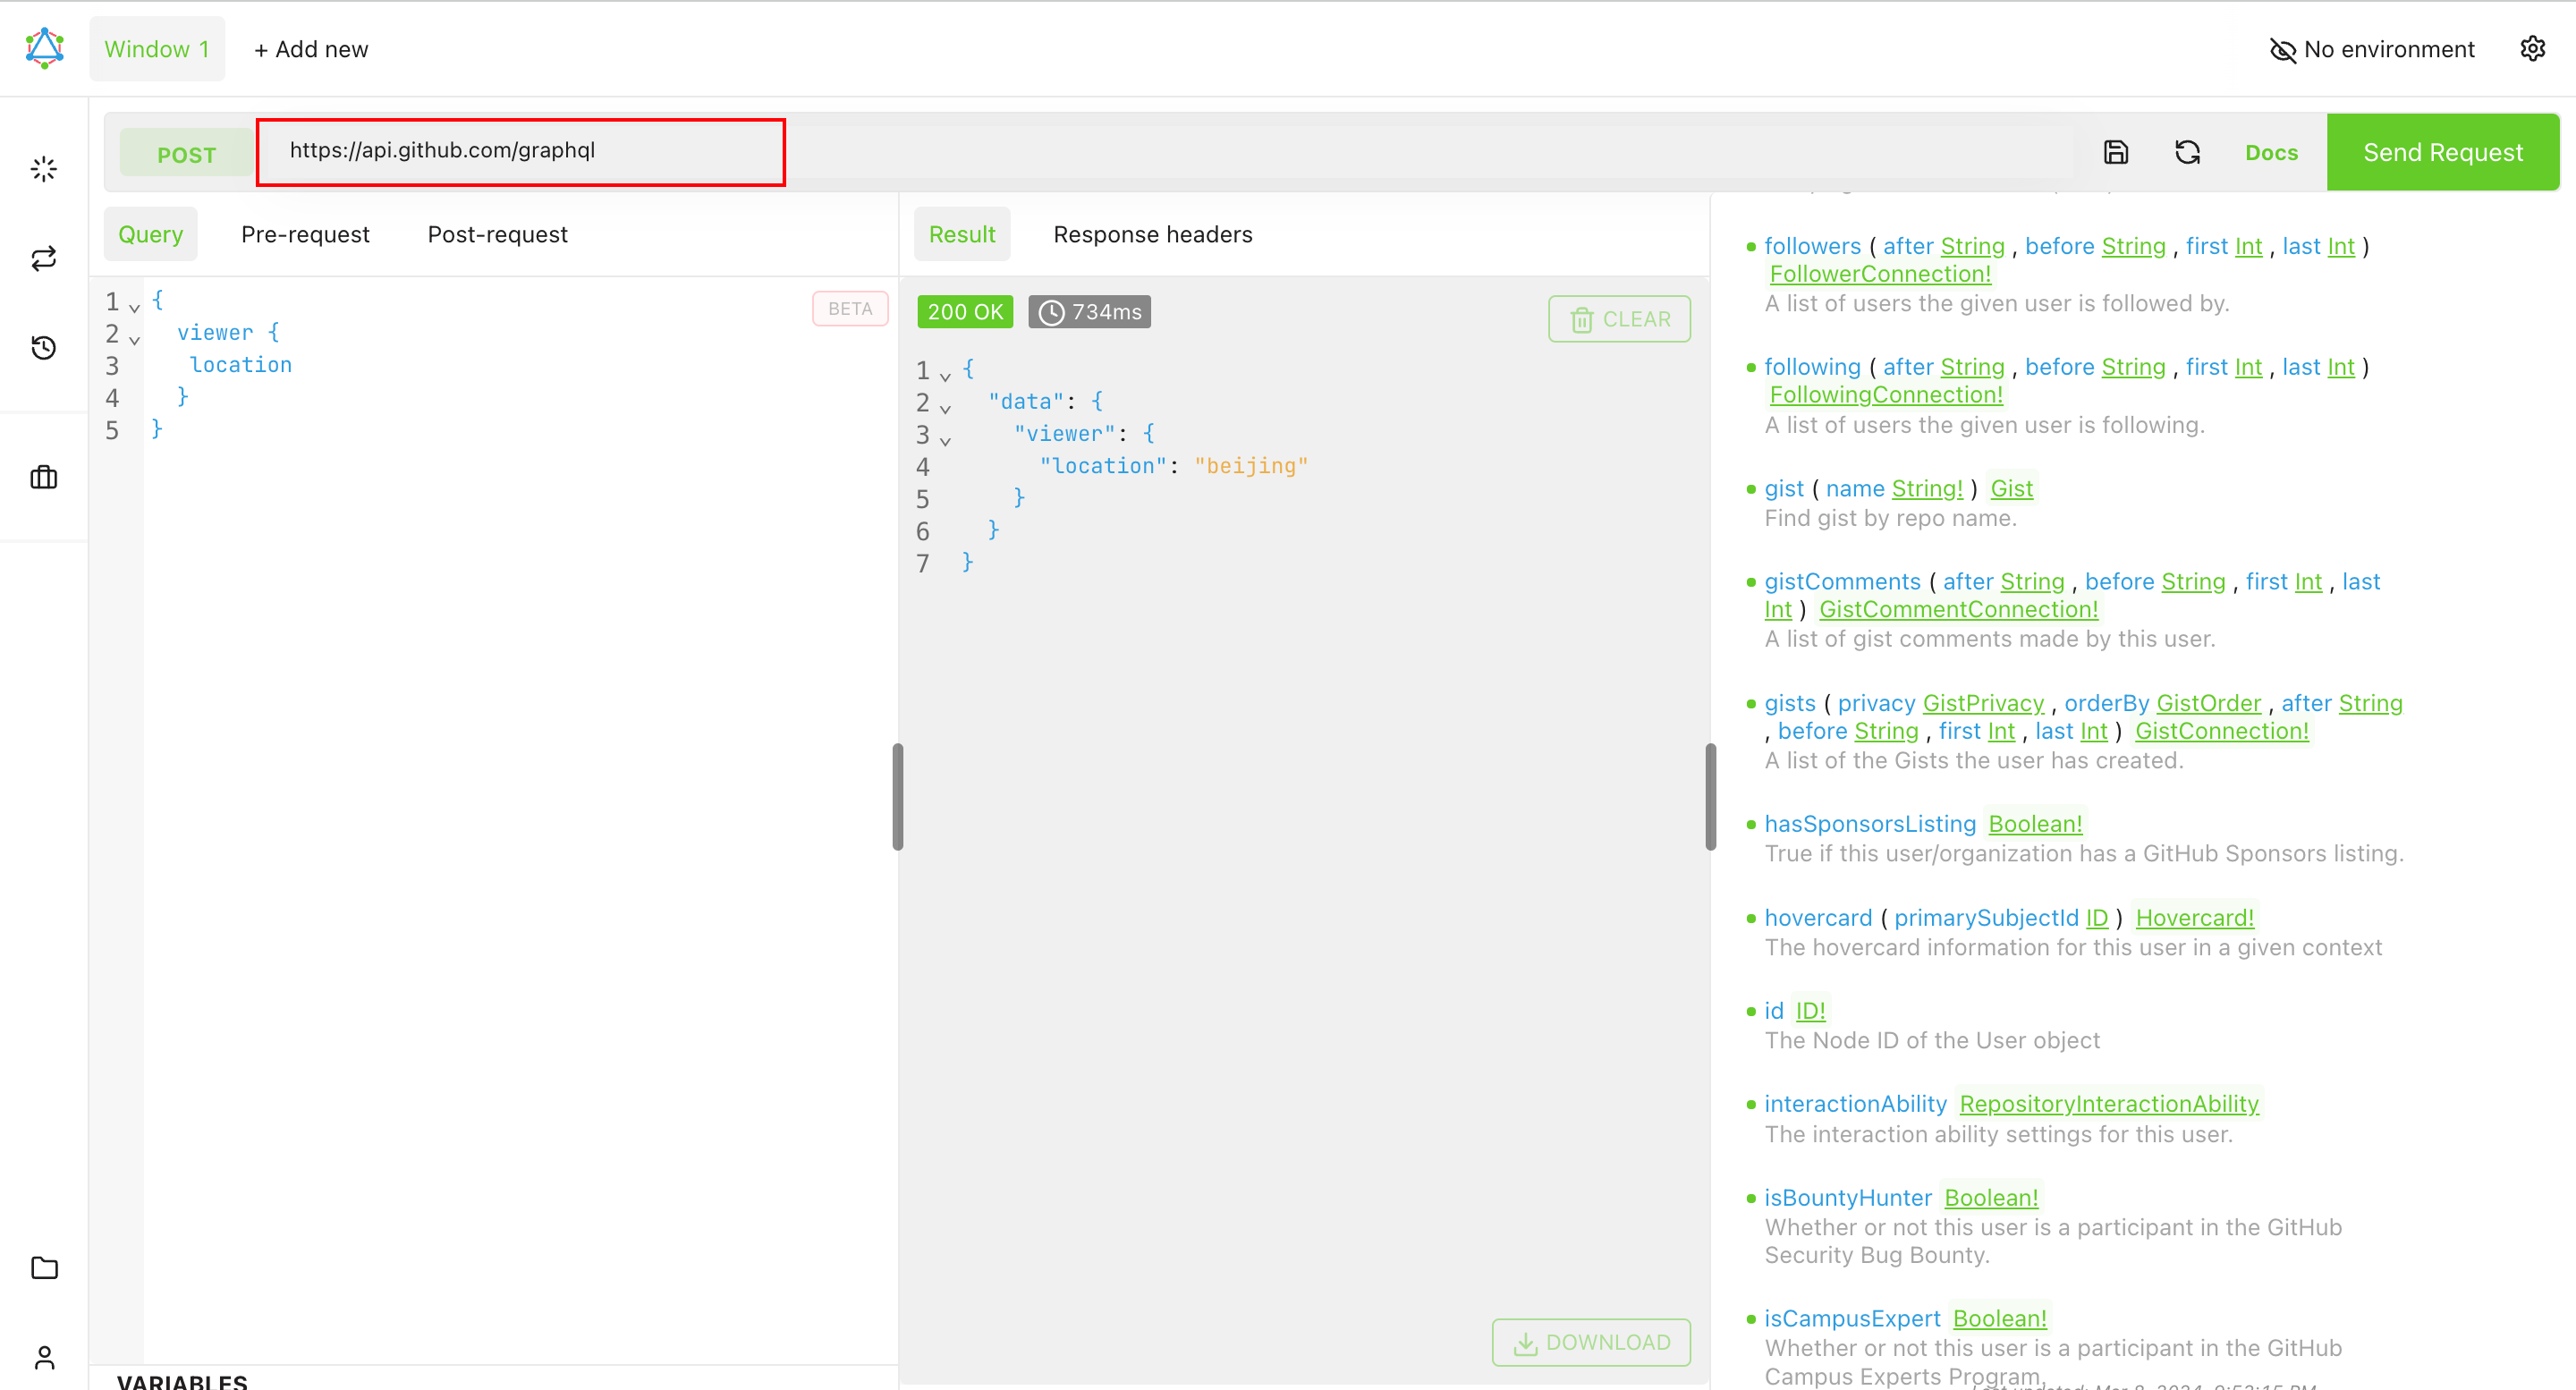 Window 1
+ Add new
No environment
POST
https://api.github.com/graphql
Docs
Send Request
Query
Pre-request
Post-request
BETA
1 {
2 viewer {
3 location
4 }
5 }
VARIABLES
Result
Response headers
200 OK
734ms
CLEAR
1 {
2 "data": {
3 "viewer": {
4 "location": "beijing"
5 }
6 }
7 }
DOWNLOAD
followers ( after String , before String , first Int , last Int )
FollowerConnection!
A list of users the given user is followed by.
following ( after String , before String , first Int , last Int )
FollowingConnection!
A list of users the given user is following.
gist ( name String! ) Gist
Find gist by repo name.
gistComments ( after String , before String , first Int , last
Int ) GistCommentConnection!
A list of gist comments made by this user.
gists ( privacy GistPrivacy , orderBy GistOrder , after String
, before String , first Int , last Int ) GistConnection!
A list of the Gists the user has created.
hasSponsorsListing Boolean!
True if this user/organization has a GitHub Sponsors listing.
hovercard ( primarySubjectId ID ) Hovercard!
The hovercard information for this user in a given context
id ID!
The Node ID of the User object
interactionAbility RepositoryInteractionAbility
The interaction ability settings for this user.
isBountyHunter Boolean!
Whether or not this user is a participant in the GitHub
Security Bug Bounty.
isCampusExpert Boolean!
Whether or not this user is a participant in the GitHub
Campus Experts Program.